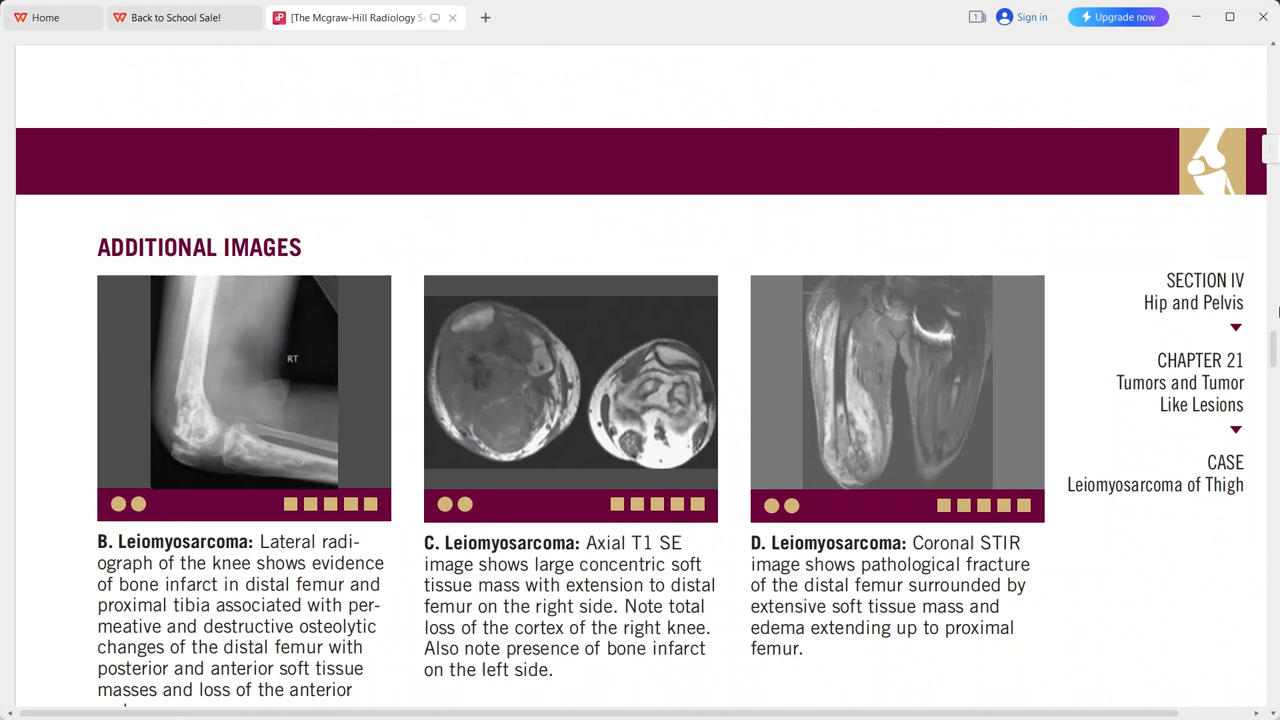 Home
Back to School Sale!
[The Mcgraw-Hill Radiology S
1
Sign in
Upgrade now
ADDITIONAL IMAGES
RT
B. Leiomyosarcoma: Lateral radi-
ograph of the knee shows evidence
of bone infarct in distal femur and
proximal tibia associated with per-
meative and destructive osteolytic
changes of the distal femur with
posterior and anterior soft tissue
masses and loss of the anterior
C. Leiomyosarcoma: Axial T1 SE
image shows large concentric soft
tissue mass with extension to distal
femur on the right side. Note total
loss of the cortex of the right knee.
Also note presence of bone infarct
on the left side.
D. Leiomyosarcoma: Coronal STIR
image shows pathological fracture
of the distal femur surrounded by
extensive soft tissue mass and
edema extending up to proximal
femur.
SECTION IV
Hip and Pelvis
CHAPTER 21
Tumors and Tumor
Like Lesions
CASE
Leiomyosarcoma of Thigh